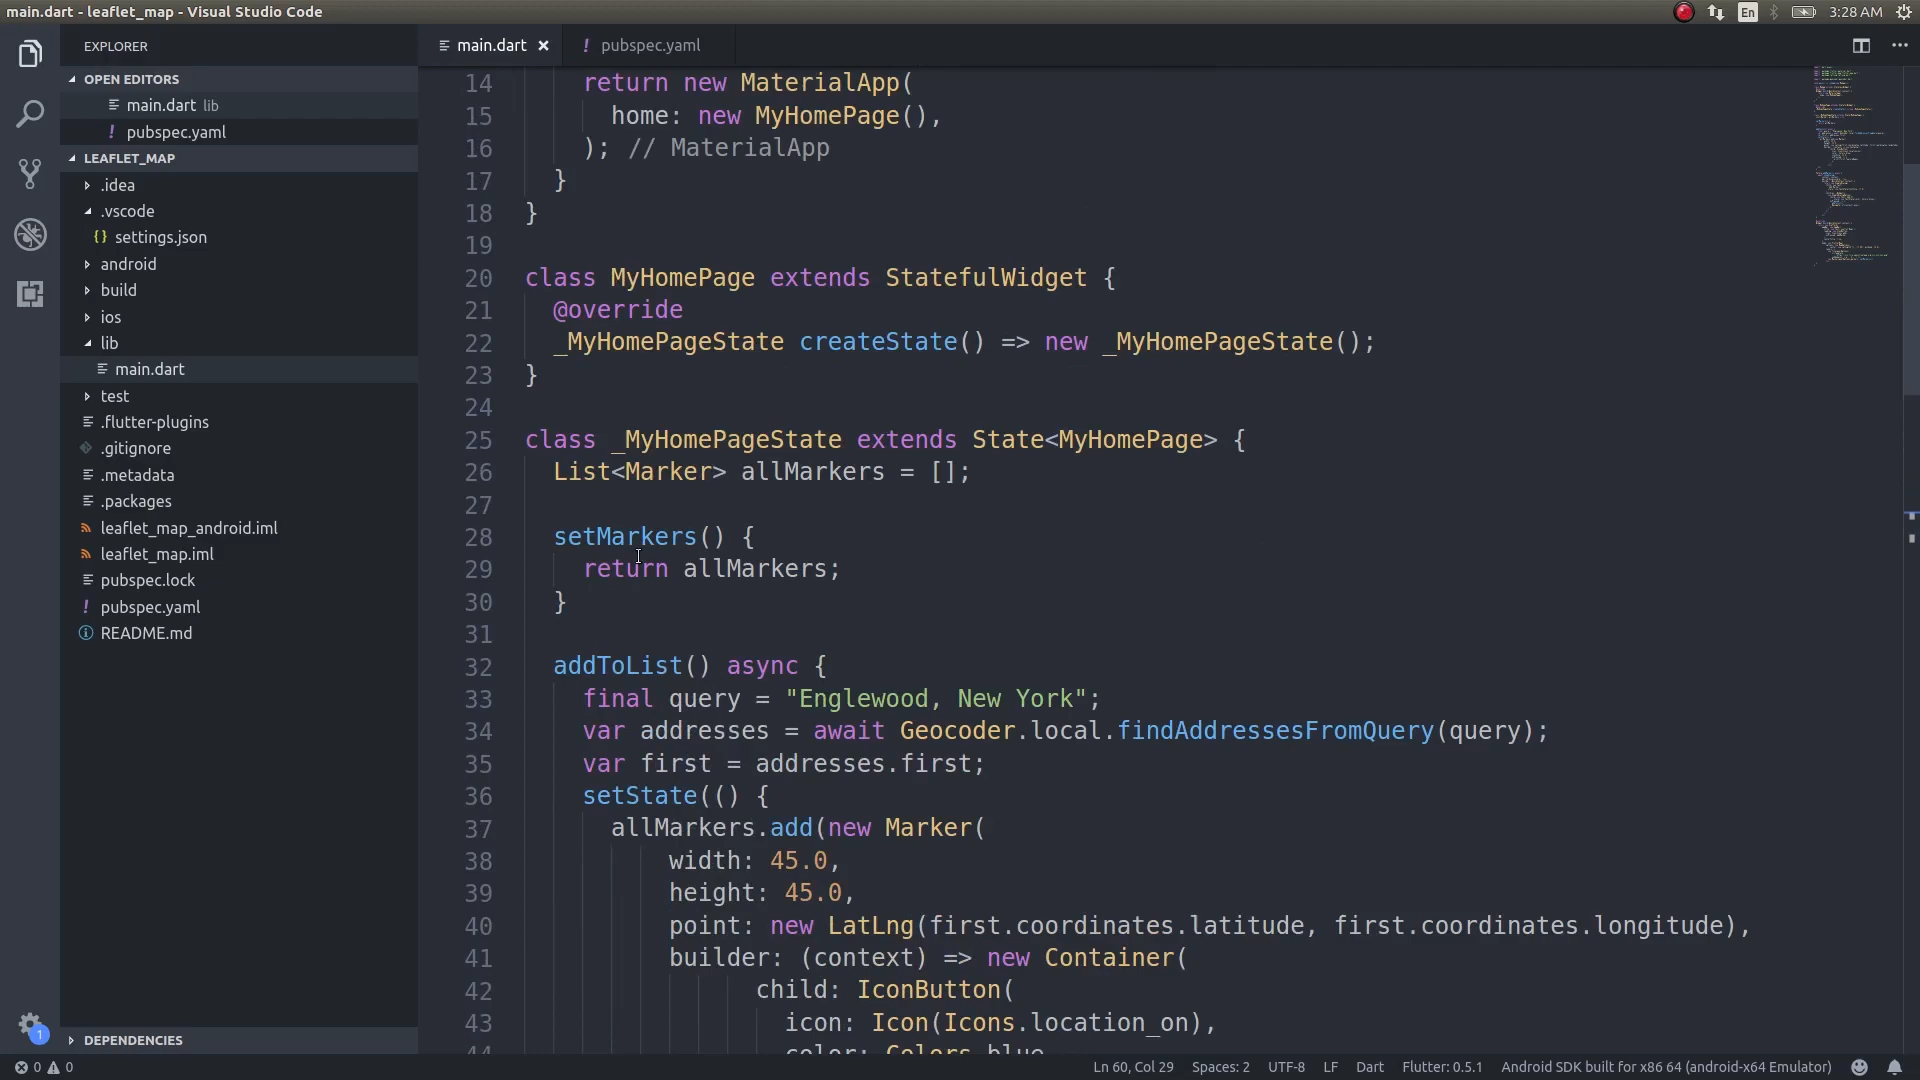 main.dart - leaflet_map - Visual Studio Code
En
3:28 AM
EXPLORER
OPEN EDITORS
main.dart lib
pubspec.yaml
LEAFLET_MAP
.idea
.vscode
{} settings.json
android
build
ios
lib
main.dart
test
.flutter-plugins
.gitignore
.metadata
.packages
leaflet_map_android.iml
leaflet_map.iml
pubspec.lock
! pubspec.yaml
README.md
1
DEPENDENCIES
main.dart
! pubspec.yaml
14 return new MaterialApp(
15 home: new MyHomePage(),
16 ); // MaterialApp
17 }
18 }
19
20 class MyHomePage extends StatefulWidget {
21 @override
22 _MyHomePageState createState() => new _MyHomePageState();
23 }
24
25 class _MyHomePageState extends State<MyHomePage> {
26 List<Marker> allMarkers = [];
27
28 setMarkers() {
29 return allMarkers;
30 }
31
32 addToList() async {
33 final query = "Englewood, New York";
34 var addresses = await Geocoder.local.findAddressesFromQuery(query);
35 var first = addresses.first;
36 setState(() {
37 allMarkers.add(new Marker(
38 width: 45.0,
39 height: 45.0,
40 point: new LatLng(first.coordinates.latitude, first.coordinates.longitude),
41 builder: (context) => new Container(
42 child: IconButton(
43 icon: Icon(Icons.location_on),
44 color: Colors.blue
0 0
Ln 60, Col 29 Spaces: 2 UTF-8 LF Dart Flutter: 0.5.1 Android SDK built for x86 64 (android-x64 Emulator)